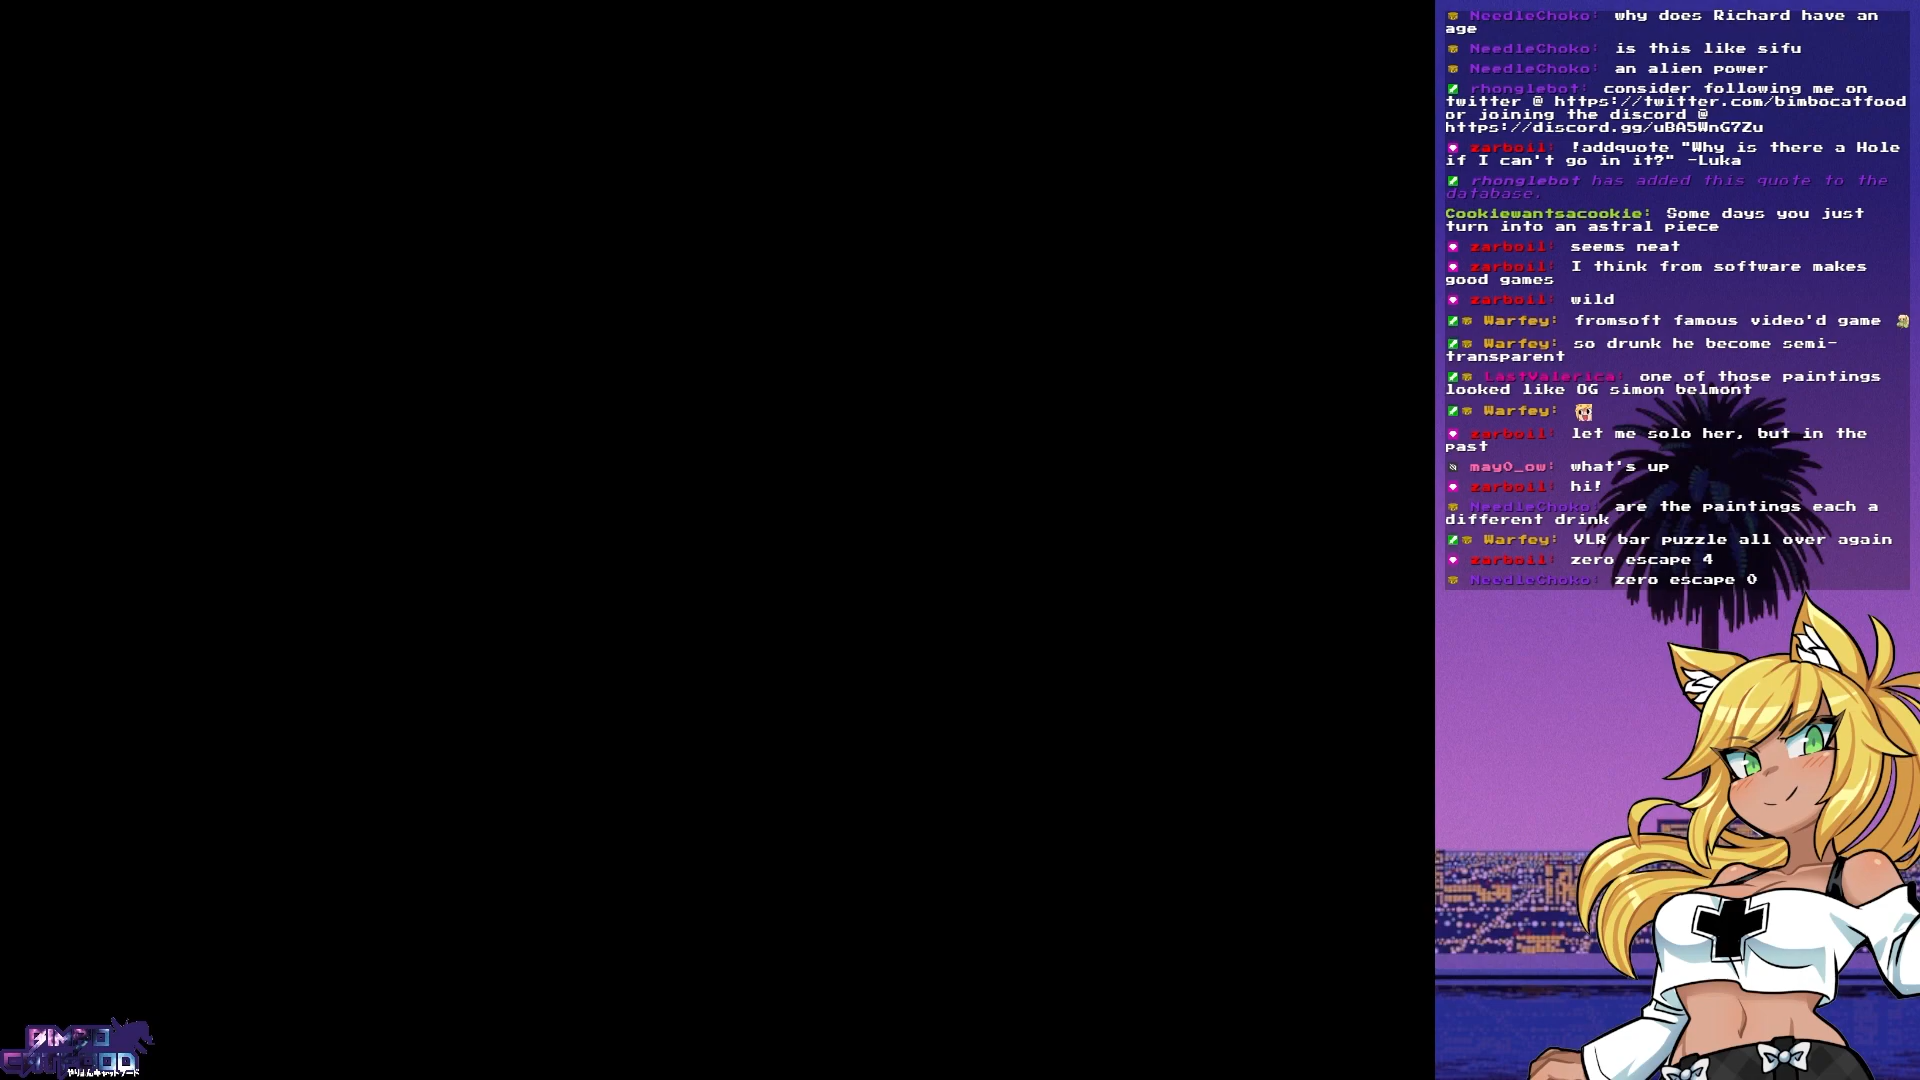 NeedleChoko: why does Richard have an
age
NeedleChoko: is this like sifu
NeedleChoko: an alien power
rhonglebot: consider following me on
twitter @ https://twitter.com/bimbocatfood
or joining the discord @
https://discord.gg/uBA5WnG7Zu
zarboil: !addquote "Why is there a Hole
if I can't go in it?" -Luka
rhonglebot has added this quote to the
database.
Cookiewantsacookie: Some days you just
turn into an astral piece
zarboil: seems neat
zarboil: I think from software makes
good games
zarboil: wild
Warfey: fromsoft famous video'd game
Warfey: so drunk he become semi-
transparent
LastValerica: one of those paintings
looked like OG simon belmont
Warfey:
zarboil: let me solo her, but in the
past
may0_ow: what's up
zarboil: hi!
NeedleChoko: are the paintings each a
different drink
Warfey: VLR bar puzzle all over again
zarboil: zero escape 4
NeedleChoko: zero escape 0
BIMBO
CATFOOD